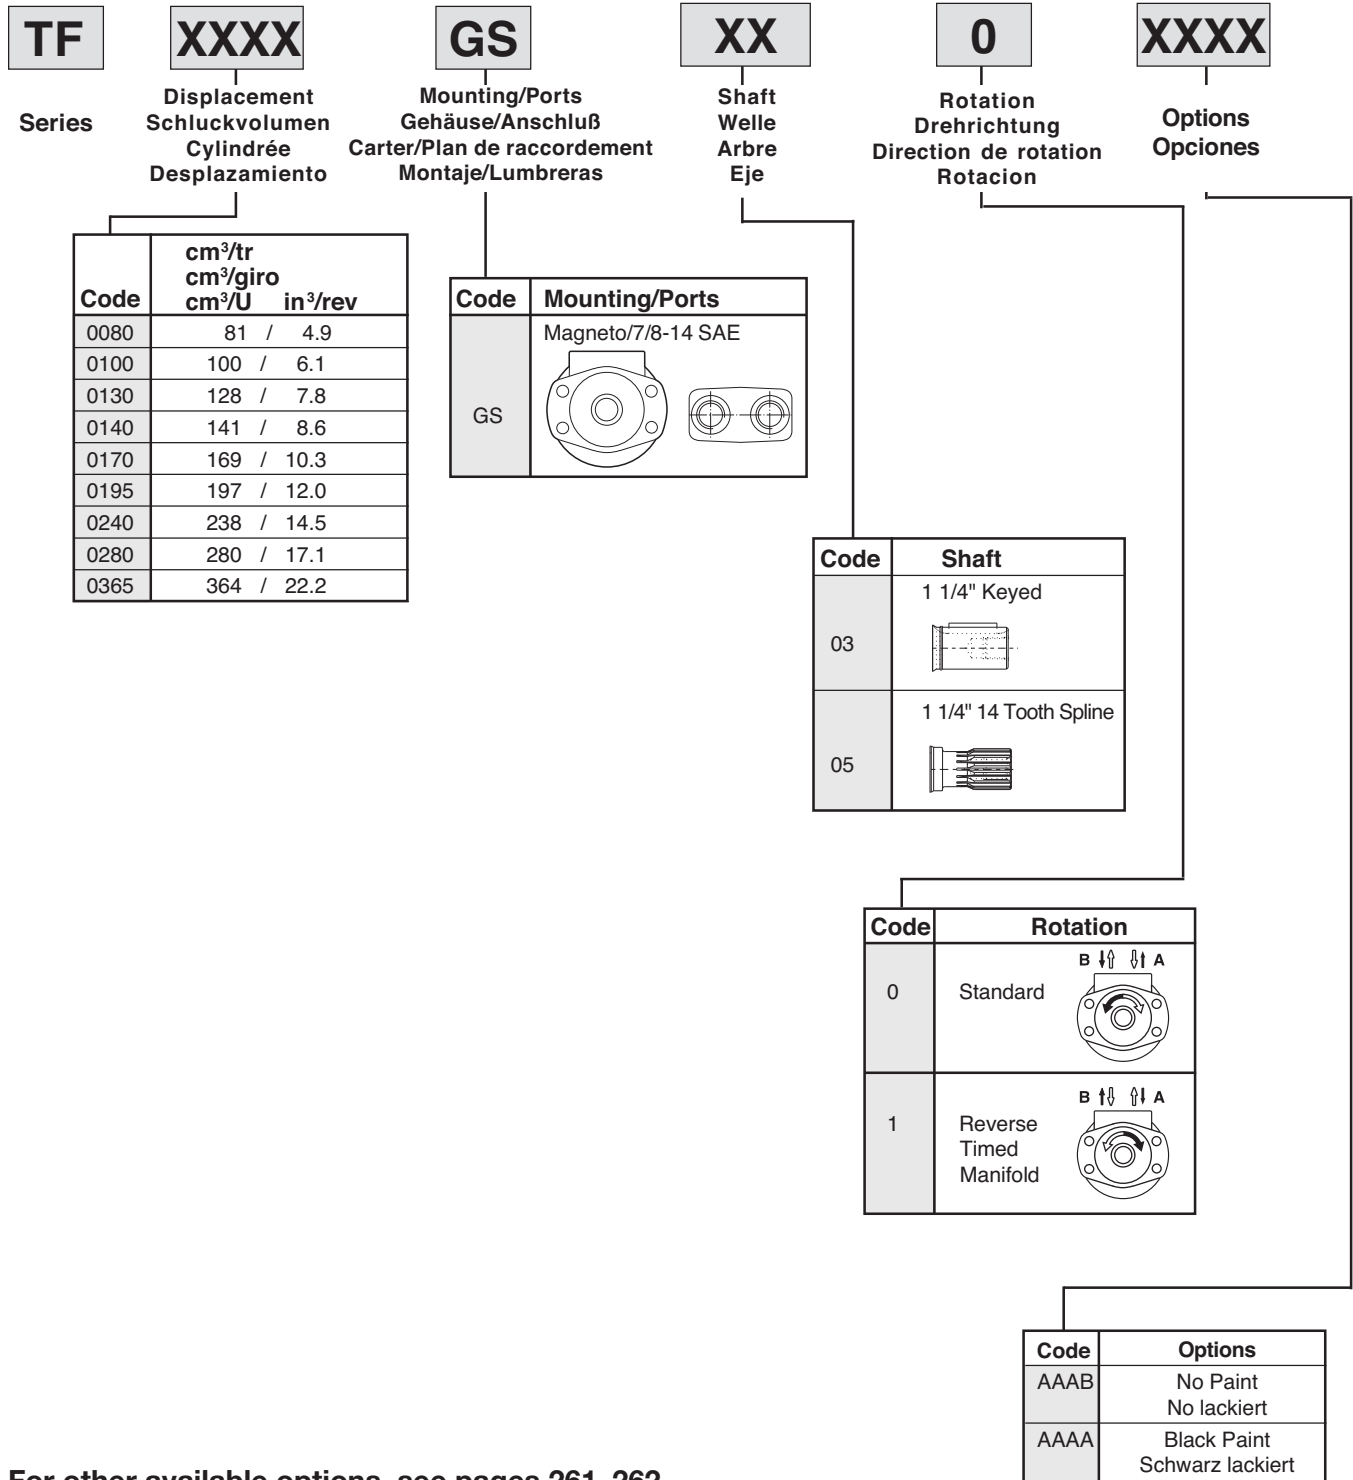 TF XXXX GS XX 0 XXXX
Series
Displacement
Schluckvolumen
Cylindrée
Desplazamiento
Mounting/Ports
Gehäuse/Anschluß
Carter/Plan de raccordement
Montaje/Lumbreras
Shaft
Welle
Arbre
Eje
Rotation
Drehrichtung
Direction de rotation
Rotacion
Options
Opciones
Code
cm³/tr
cm³/giro
cm³/U in³/rev
0080 81 / 4.9
0100 100 / 6.1
0130 128 / 7.8
0140 141 / 8.6
0170 169 / 10.3
0195 197 / 12.0
0240 238 / 14.5
0280 280 / 17.1
0365 364 / 22.2
Code Mounting/Ports
Magneto/7/8-14 SAE
GS
Code Shaft
1 1/4" Keyed
03
1 1/4" 14 Tooth Spline
05
Code Rotation
B A
0 Standard
B A
1 Reverse
Timed
Manifold
Code Options
AAAB No Paint
No lackiert
AAAA Black Paint
Schwarz lackiert
For other available options, see pages 261, 262